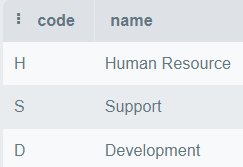 code name
H Human Resource
S Support
D Development